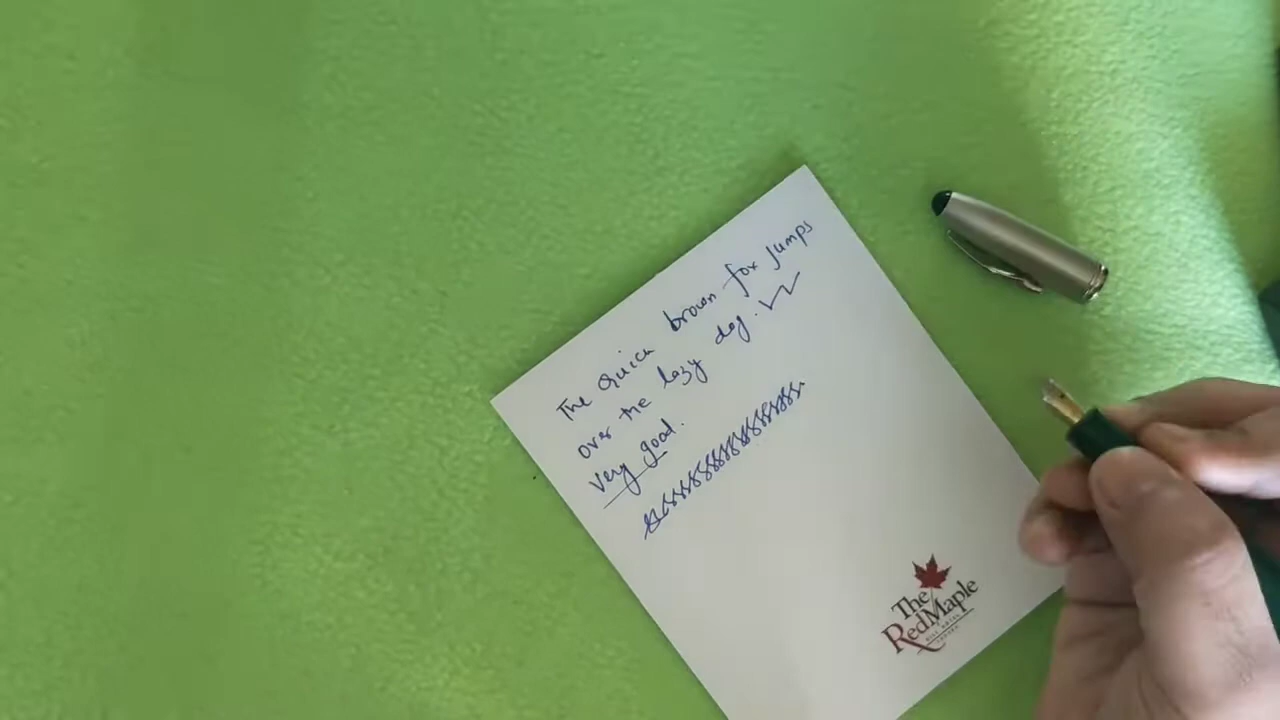 The Quick brown fox jumps
over the lazy dog.
Very good.
The
RedMaple